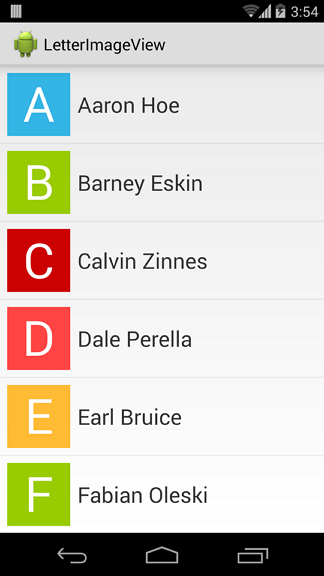 3:54
LetterImageView
A
Aaron Hoe
B
Barney Eskin
C
Calvin Zinnes
D
Dale Perella
E
Earl Bruice
F
Fabian Oleski